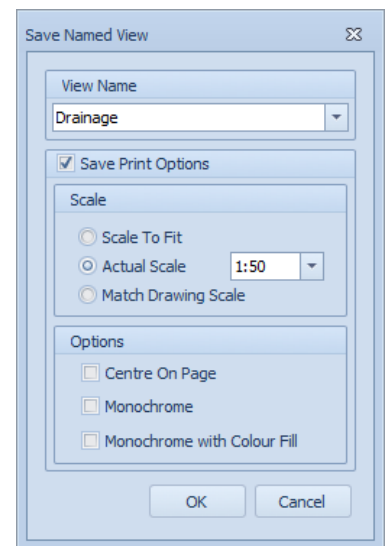 Save Named View
View Name
Drainage
Save Print Options
Scale
Scale To Fit
Actual Scale 1:50
Match Drawing Scale
Options
Centre On Page
Monochrome
Monochrome with Colour Fill
OK Cancel